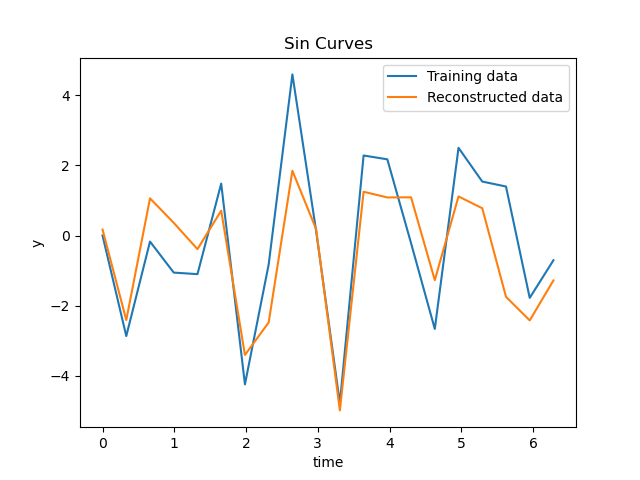 Sin Curves
Training data
Reconstructed data
4
2
0
−2
−4
y
0 1 2 3 4 5 6
time